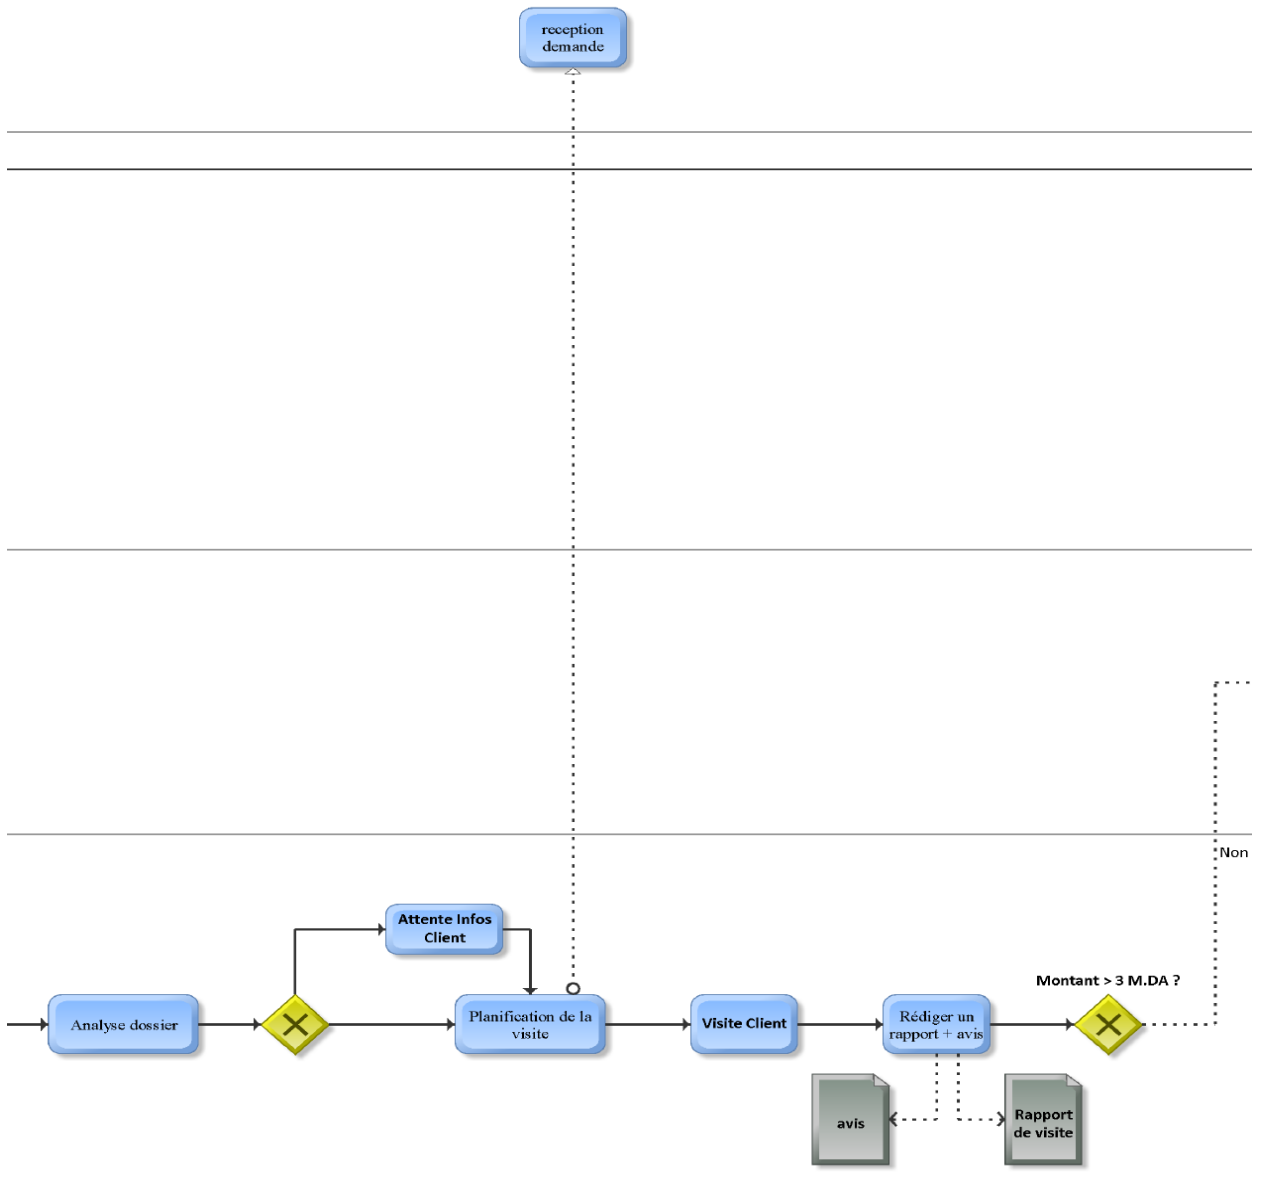 reception
demande
Non
Attente Infos
Client
Montant > 3 M.DA ?
Analyse dossier
Planification de la
visite
Visite Client
Rédiger un
rapport + avis
avis
Rapport
de visite